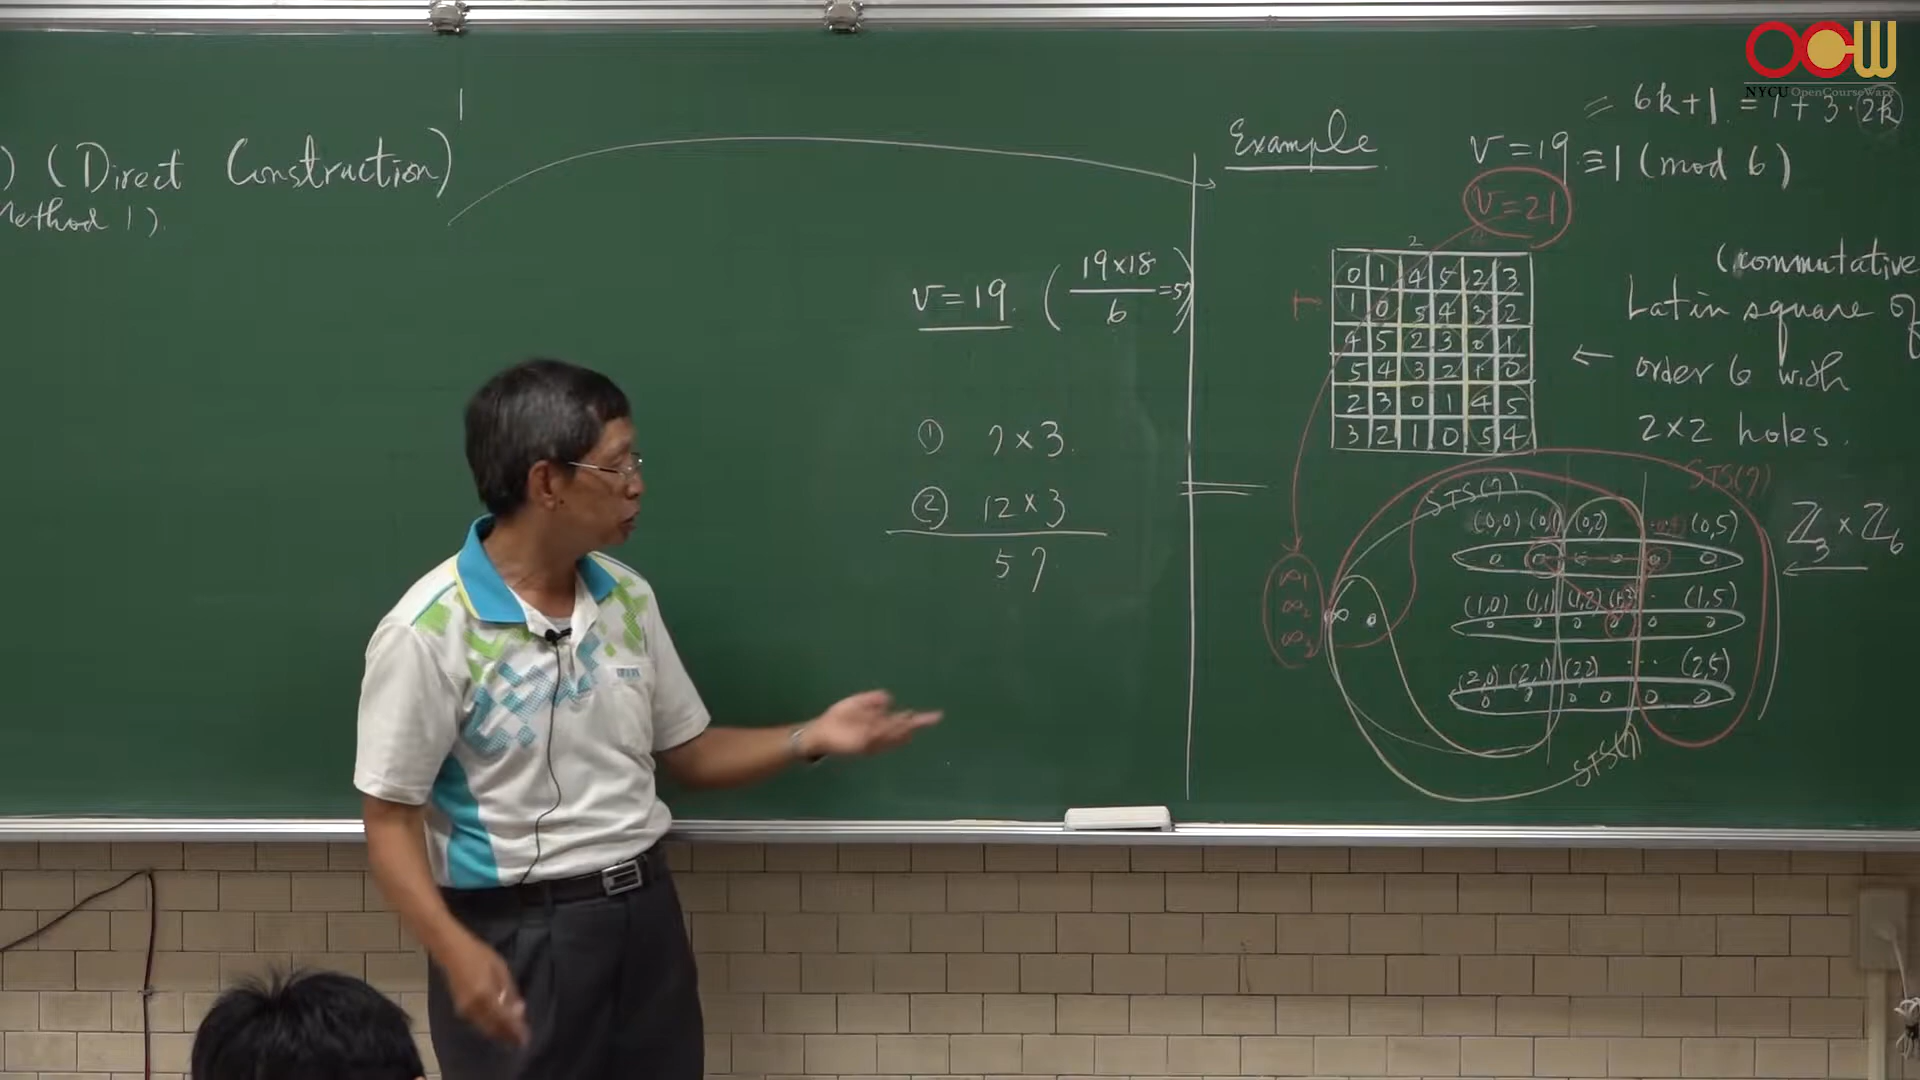 ) (Direct Construction)
Method 1).
v=19. (19×18/6=57)
① 7×3.
② 12×3
57
OCW
NYCU OpenCourseWare
= 6k+1 = 1+3·2k
Example
v=19 ≡1 (mod 6)
v=21
2
0 1 4 5 2 3
1 0 5 4 3 2
4 5 2 3 0 1
5 4 3 2 1 0
2 3 0 1 4 5
3 2 1 0 5 4
(commutative
Latin square of
← order 6 with
2×2 holes.
STS(7) STS(7)
(0,0) (0,1) (0,2) ·· (0,5)
ℤ₃ × ℤ₆
∞₁
∞₂
∞₃
∞
(1,0) (1,1) (1,2) (1,3) ·· (1,5)
(2,0) (2,1) (2,2) ··· (2,5)
STS(7)